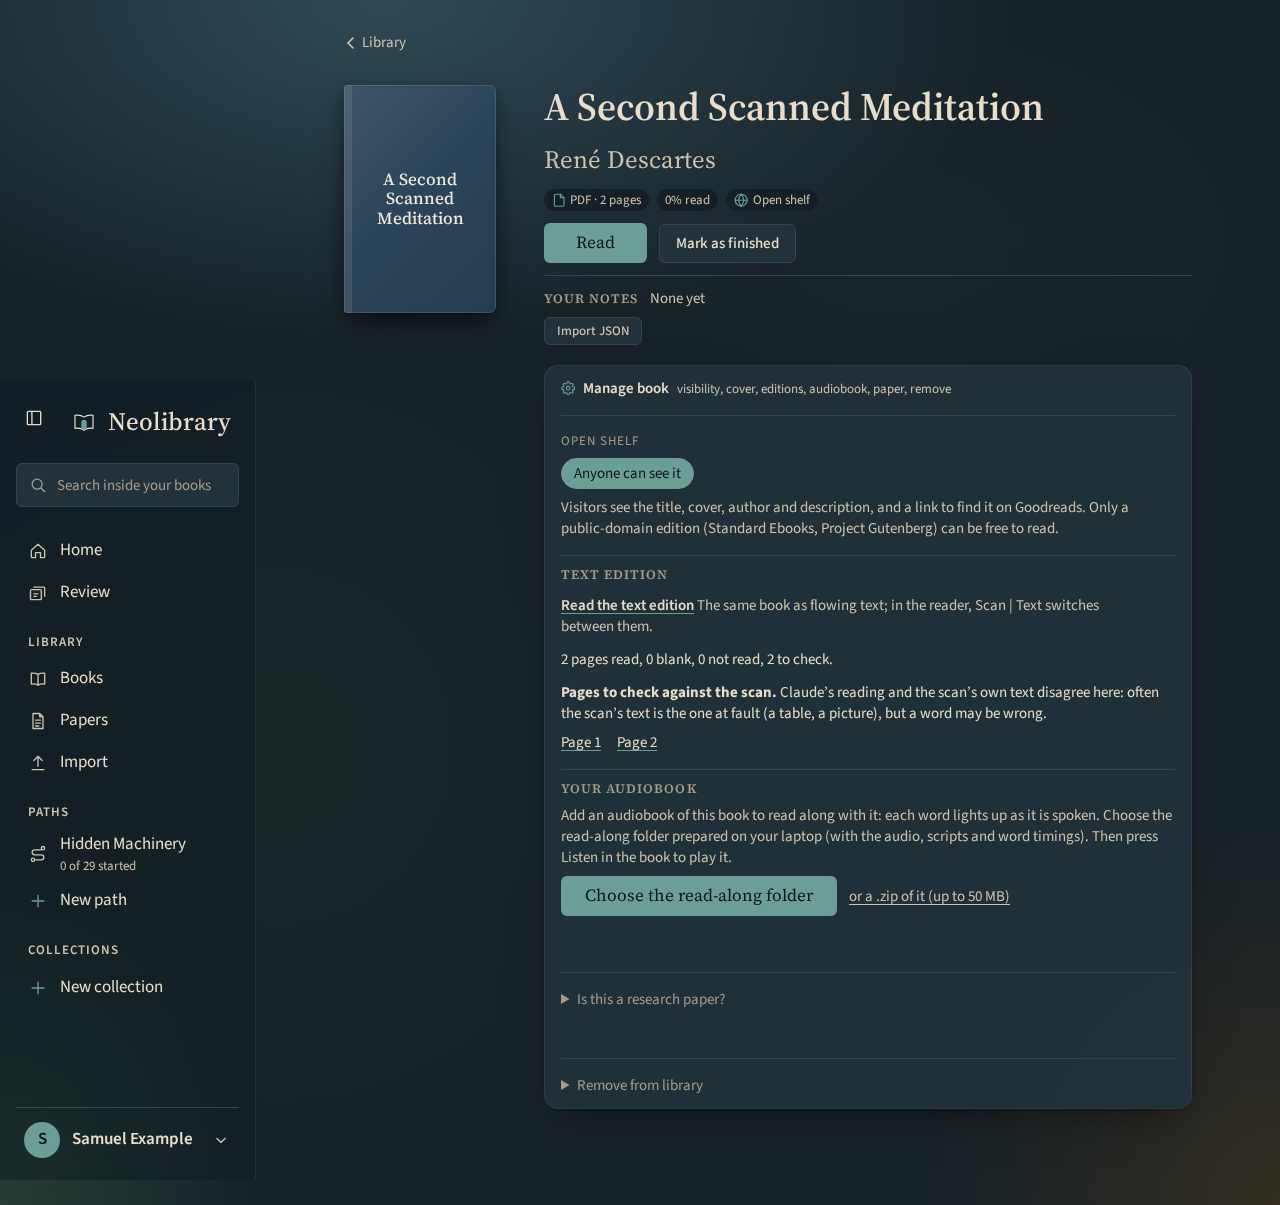 Library
A Second
Scanned
Meditation
A Second Scanned Meditation
René Descartes
PDF · 2 pages
0% read
Open shelf
Read
Mark as finished
YOUR NOTES None yet
Import JSON
Manage book visibility, cover, editions, audiobook, paper, remove
OPEN SHELF
Anyone can see it
Visitors see the title, cover, author and description, and a link to find it on Goodreads. Only a
public-domain edition (Standard Ebooks, Project Gutenberg) can be free to read.
TEXT EDITION
Read the text edition The same book as flowing text; in the reader, Scan | Text switches
between them.
2 pages read, 0 blank, 0 not read, 2 to check.
Pages to check against the scan. Claude’s reading and the scan’s own text disagree here: often
the scan’s text is the one at fault (a table, a picture), but a word may be wrong.
Page 1 Page 2
YOUR AUDIOBOOK
Add an audiobook of this book to read along with it: each word lights up as it is spoken. Choose the
read-along folder prepared on your laptop (with the audio, scripts and word timings). Then press
Listen in the book to play it.
Choose the read-along folder
or a .zip of it (up to 50 MB)
Is this a research paper?
Remove from library
Neolibrary
Search inside your books
Home
Review
LIBRARY
Books
Papers
Import
PATHS
Hidden Machinery
0 of 29 started
New path
COLLECTIONS
New collection
S
Samuel Example